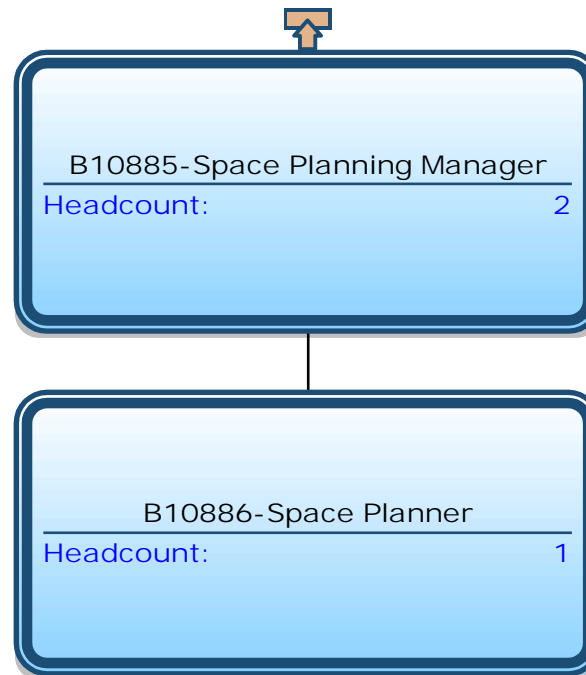 B10885-Space Planning Manager
Headcount: 2
B10886-Space Planner
Headcount: 1